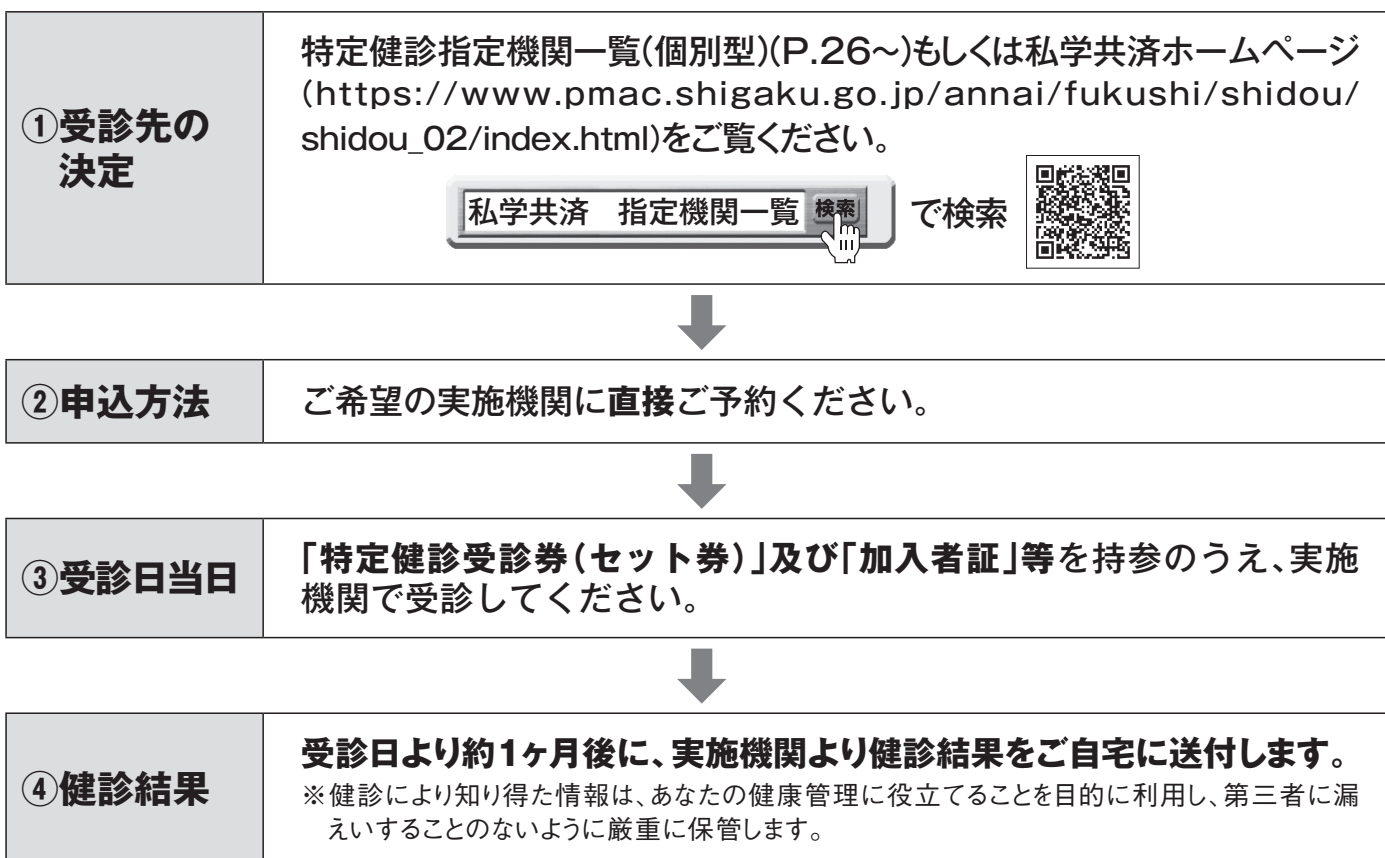 ①受診先の
決定
特定健診指定機関一覧(個別型)(P.26～)もしくは私学共済ホームページ
(https://www.pmac.shigaku.go.jp/annai/fukushi/shidou/
shidou_02/index.html)をご覧ください。
私学共済　指定機関一覧 検索 で検索
②申込方法
ご希望の実施機関に直接ご予約ください。
③受診日当日
「特定健診受診券(セット券)」及び「加入者証」等を持参のうえ、実施
機関で受診してください。
④健診結果
受診日より約1ヶ月後に、実施機関より健診結果をご自宅に送付します。
※健診により知り得た情報は、あなたの健康管理に役立てることを目的に利用し、第三者に漏
えいすることのないように厳重に保管します。